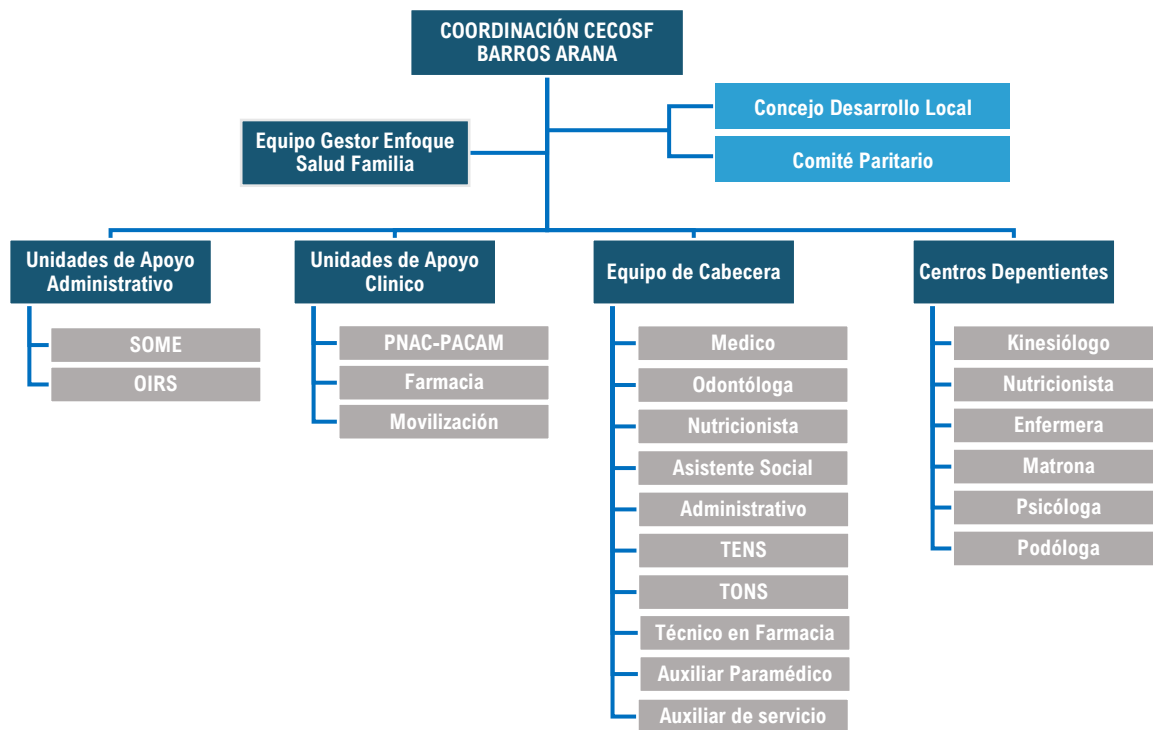 COORDINACIÓN CECOSF
BARROS ARANA
Concejo Desarrollo Local
Comité Paritario
Equipo Gestor Enfoque
Salud Familia
Unidades de Apoyo
Administrativo
SOME
OIRS
Unidades de Apoyo
Clinico
PNAC-PACAM
Farmacia
Movilización
Equipo de Cabecera
Medico
Odontóloga
Nutricionista
Asistente Social
Administrativo
TENS
TONS
Técnico en Farmacia
Auxiliar Paramédico
Auxiliar de servicio
Centros Depentientes
Kinesiólogo
Nutricionista
Enfermera
Matrona
Psicóloga
Podóloga